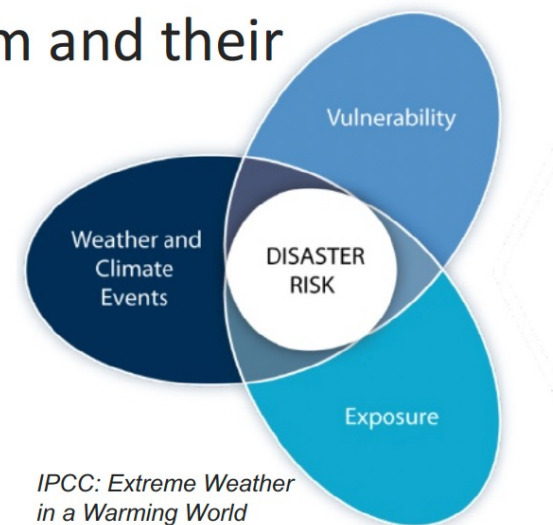 m and their
Vulnerability
Weather and
Climate
Events
DISASTER
RISK
Exposure
IPCC: Extreme Weather
in a Warming World